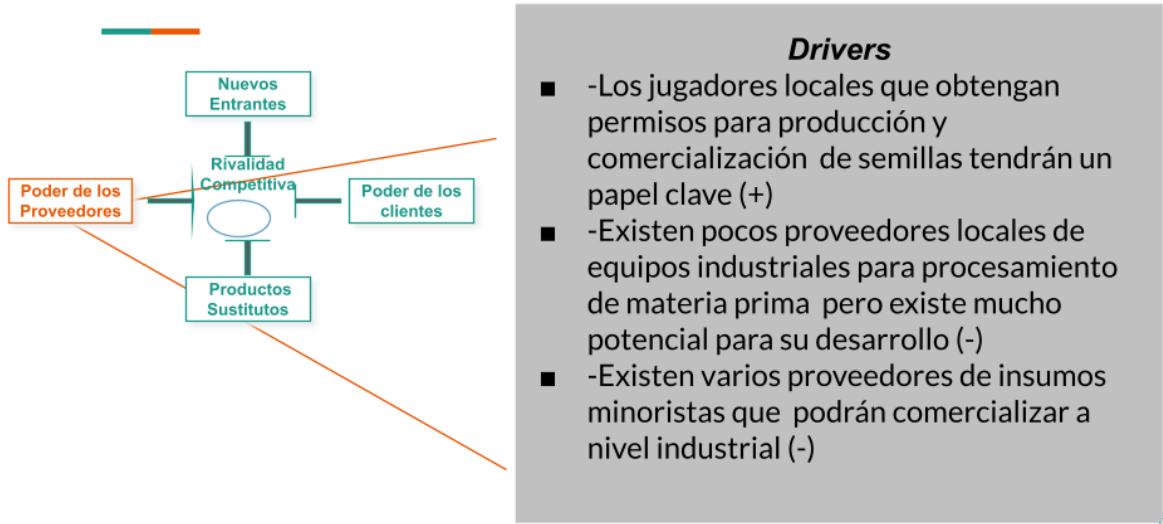 Nuevos
Entrantes
Rivalidad
Competitiva
Poder de los
Proveedores
Poder de los
clientes
Productos
Sustitutos
Drivers
■ -Los jugadores locales que obtengan
permisos para producción y
comercialización de semillas tendrán un
papel clave (+)
■ -Existen pocos proveedores locales de
equipos industriales para procesamiento
de materia prima pero existe mucho
potencial para su desarrollo (-)
■ -Existen varios proveedores de insumos
minoristas que podrán comercializar a
nivel industrial (-)